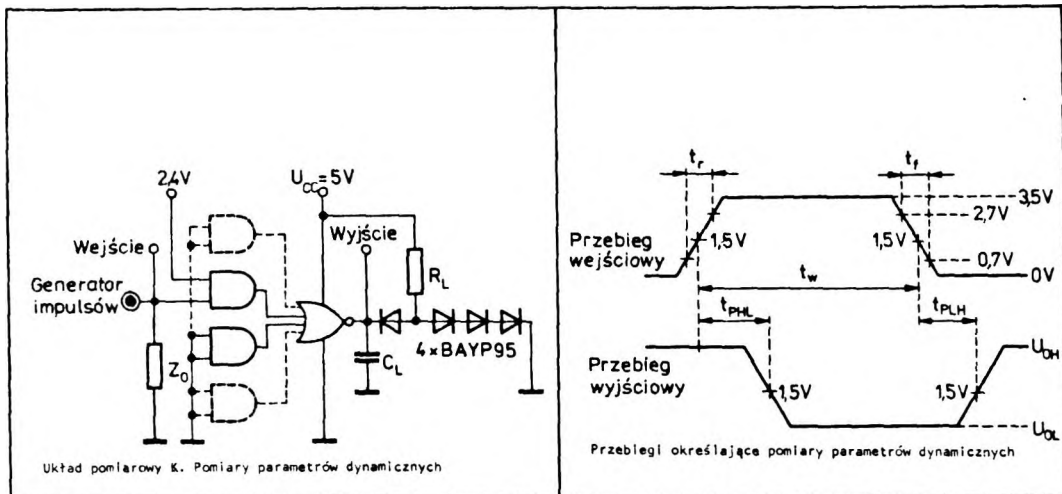 2,4V
U_CC=5V
Wejście
Wyjście
Generator
impulsów
R_L
4×BAYP95
Z_0
C_L
Układ pomiarowy K. Pomiary parametrów dynamicznych
t_r
t_f
3,5V
2,7V
1,5V
1,5V
Przebieg
wejściowy
0,7V
0V
t_w
t_PHL
t_PLH
U_OH
Przebieg
wyjściowy
1,5V
1,5V
U_OL
Przebiegi określające pomiary parametrów dynamicznych